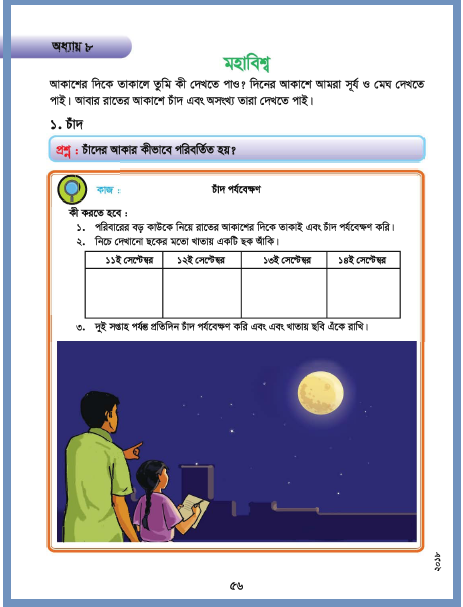 অধ্যায় ৮
মহাবিশ্ব
আকাশের দিকে তাকালে তুমি কী দেখতে পাও? দিনের আকাশে আমরা সূর্য ও মেঘ দেখতে
পাই। আবার রাতের আকাশে চাঁদ এবং অসংখ্য তারা দেখতে পাই।
১. চাঁদ
প্রশ্ন : চাঁদের আকার কীভাবে পরিবর্তিত হয়?
কাজ : চাঁদ পর্যবেক্ষণ
কী করতে হবে :
১. পরিবারের বড় কাউকে নিয়ে রাতের আকাশের দিকে তাকাই এবং চাঁদ পর্যবেক্ষণ করি।
২. নিচে দেখানো ছকের মতো খাতায় একটি ছক আঁকি।
১১ই সেপ্টেম্বর ১২ই সেপ্টেম্বর ১৩ই সেপ্টেম্বর ১৪ই সেপ্টেম্বর
৩. দুই সপ্তাহ পর্যন্ত প্রতিদিন চাঁদ পর্যবেক্ষণ করি এবং এবং খাতায় ছবি এঁকে রাখি।
২০১৮
৫৬